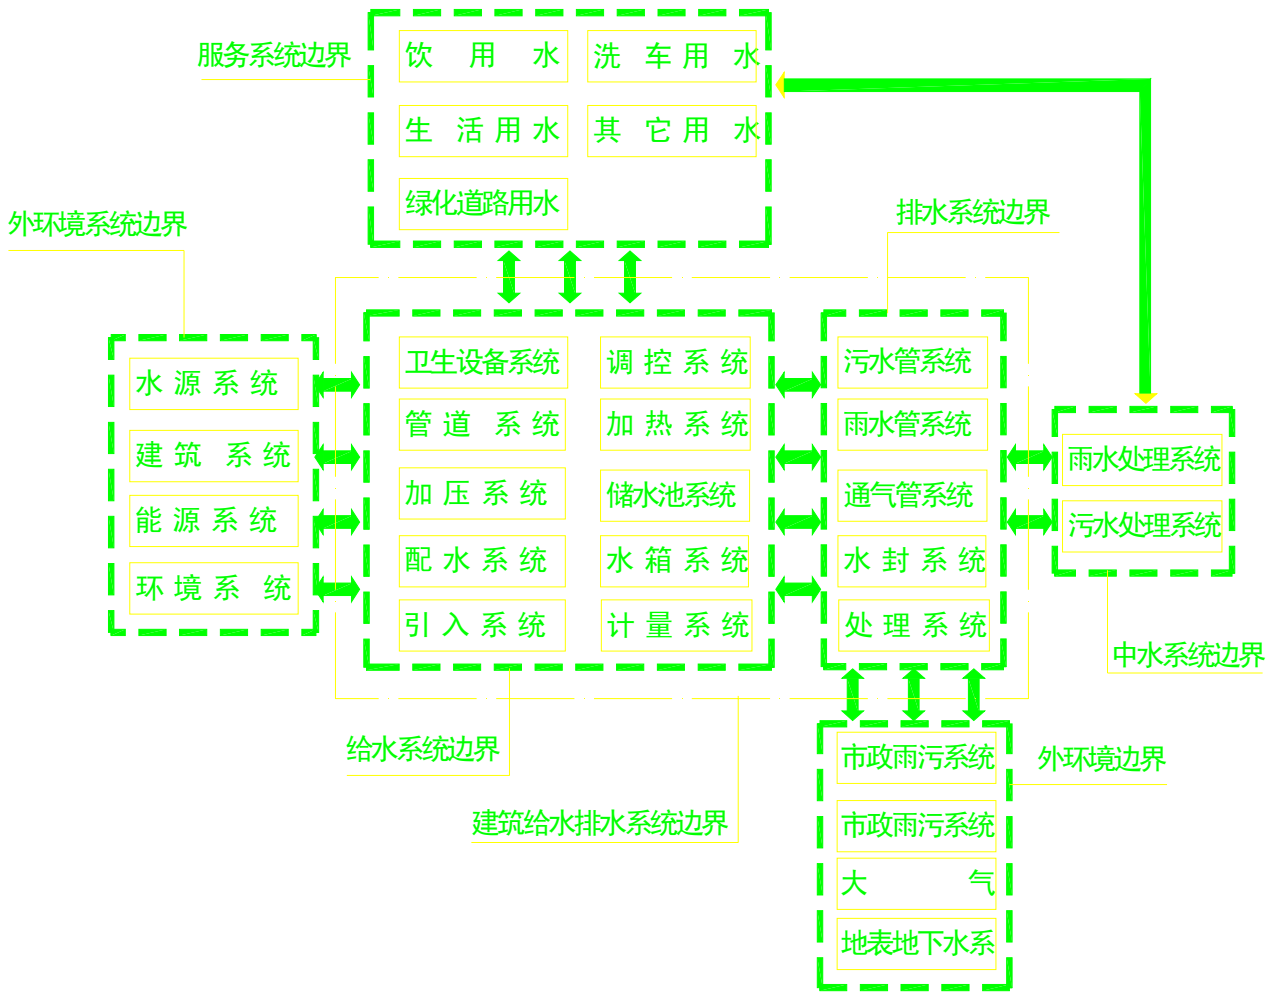 服务系统边界
饮用水
洗车用水
生活用水
其它用水
绿化道路用水
外环境系统边界
排水系统边界
水源系统
建筑系统
能源系统
环境系统
卫生设备系统
调控系统
管道系统
加热系统
加压系统
储水池系统
配水系统
水箱系统
引入系统
计量系统
污水管系统
雨水管系统
通气管系统
水封系统
处理系统
雨水处理系统
污水处理系统
中水系统边界
给水系统边界
建筑给水排水系统边界
市政雨污系统
市政雨污系统
大气
地表地下水系
外环境边界